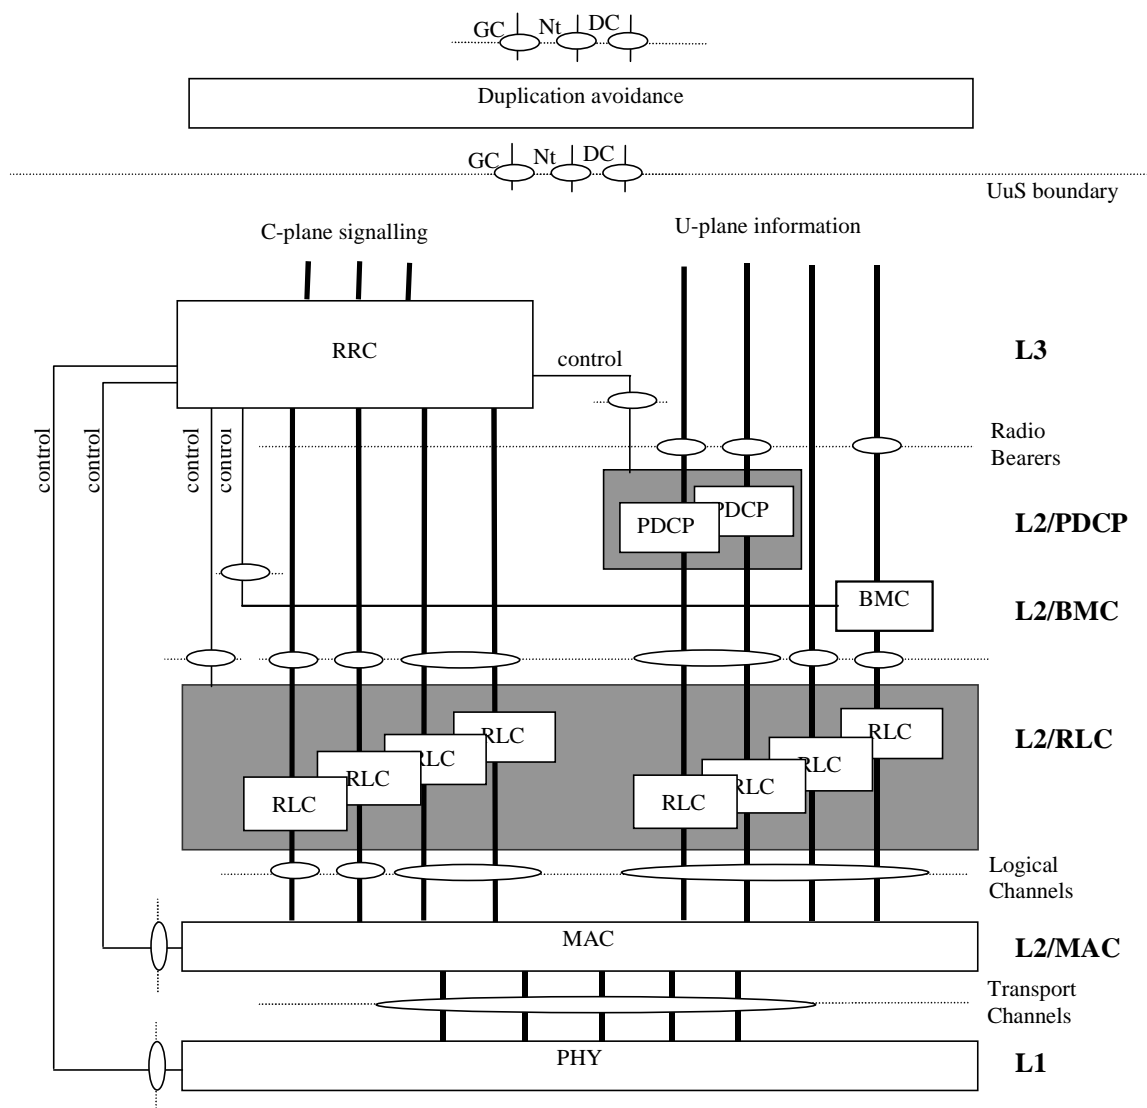 GC Nt DC
Duplication avoidance
GC Nt DC
UuS boundary
C-plane signalling
U-plane information
RRC
control
L3
control
control
control
control
Radio
Bearers
PDCP
PDCP
L2/PDCP
BMC
L2/BMC
RLC
RLC
RLC
RLC
RLC
RLC
RLC
RLC
L2/RLC
Logical
Channels
MAC
L2/MAC
Transport
Channels
PHY
L1